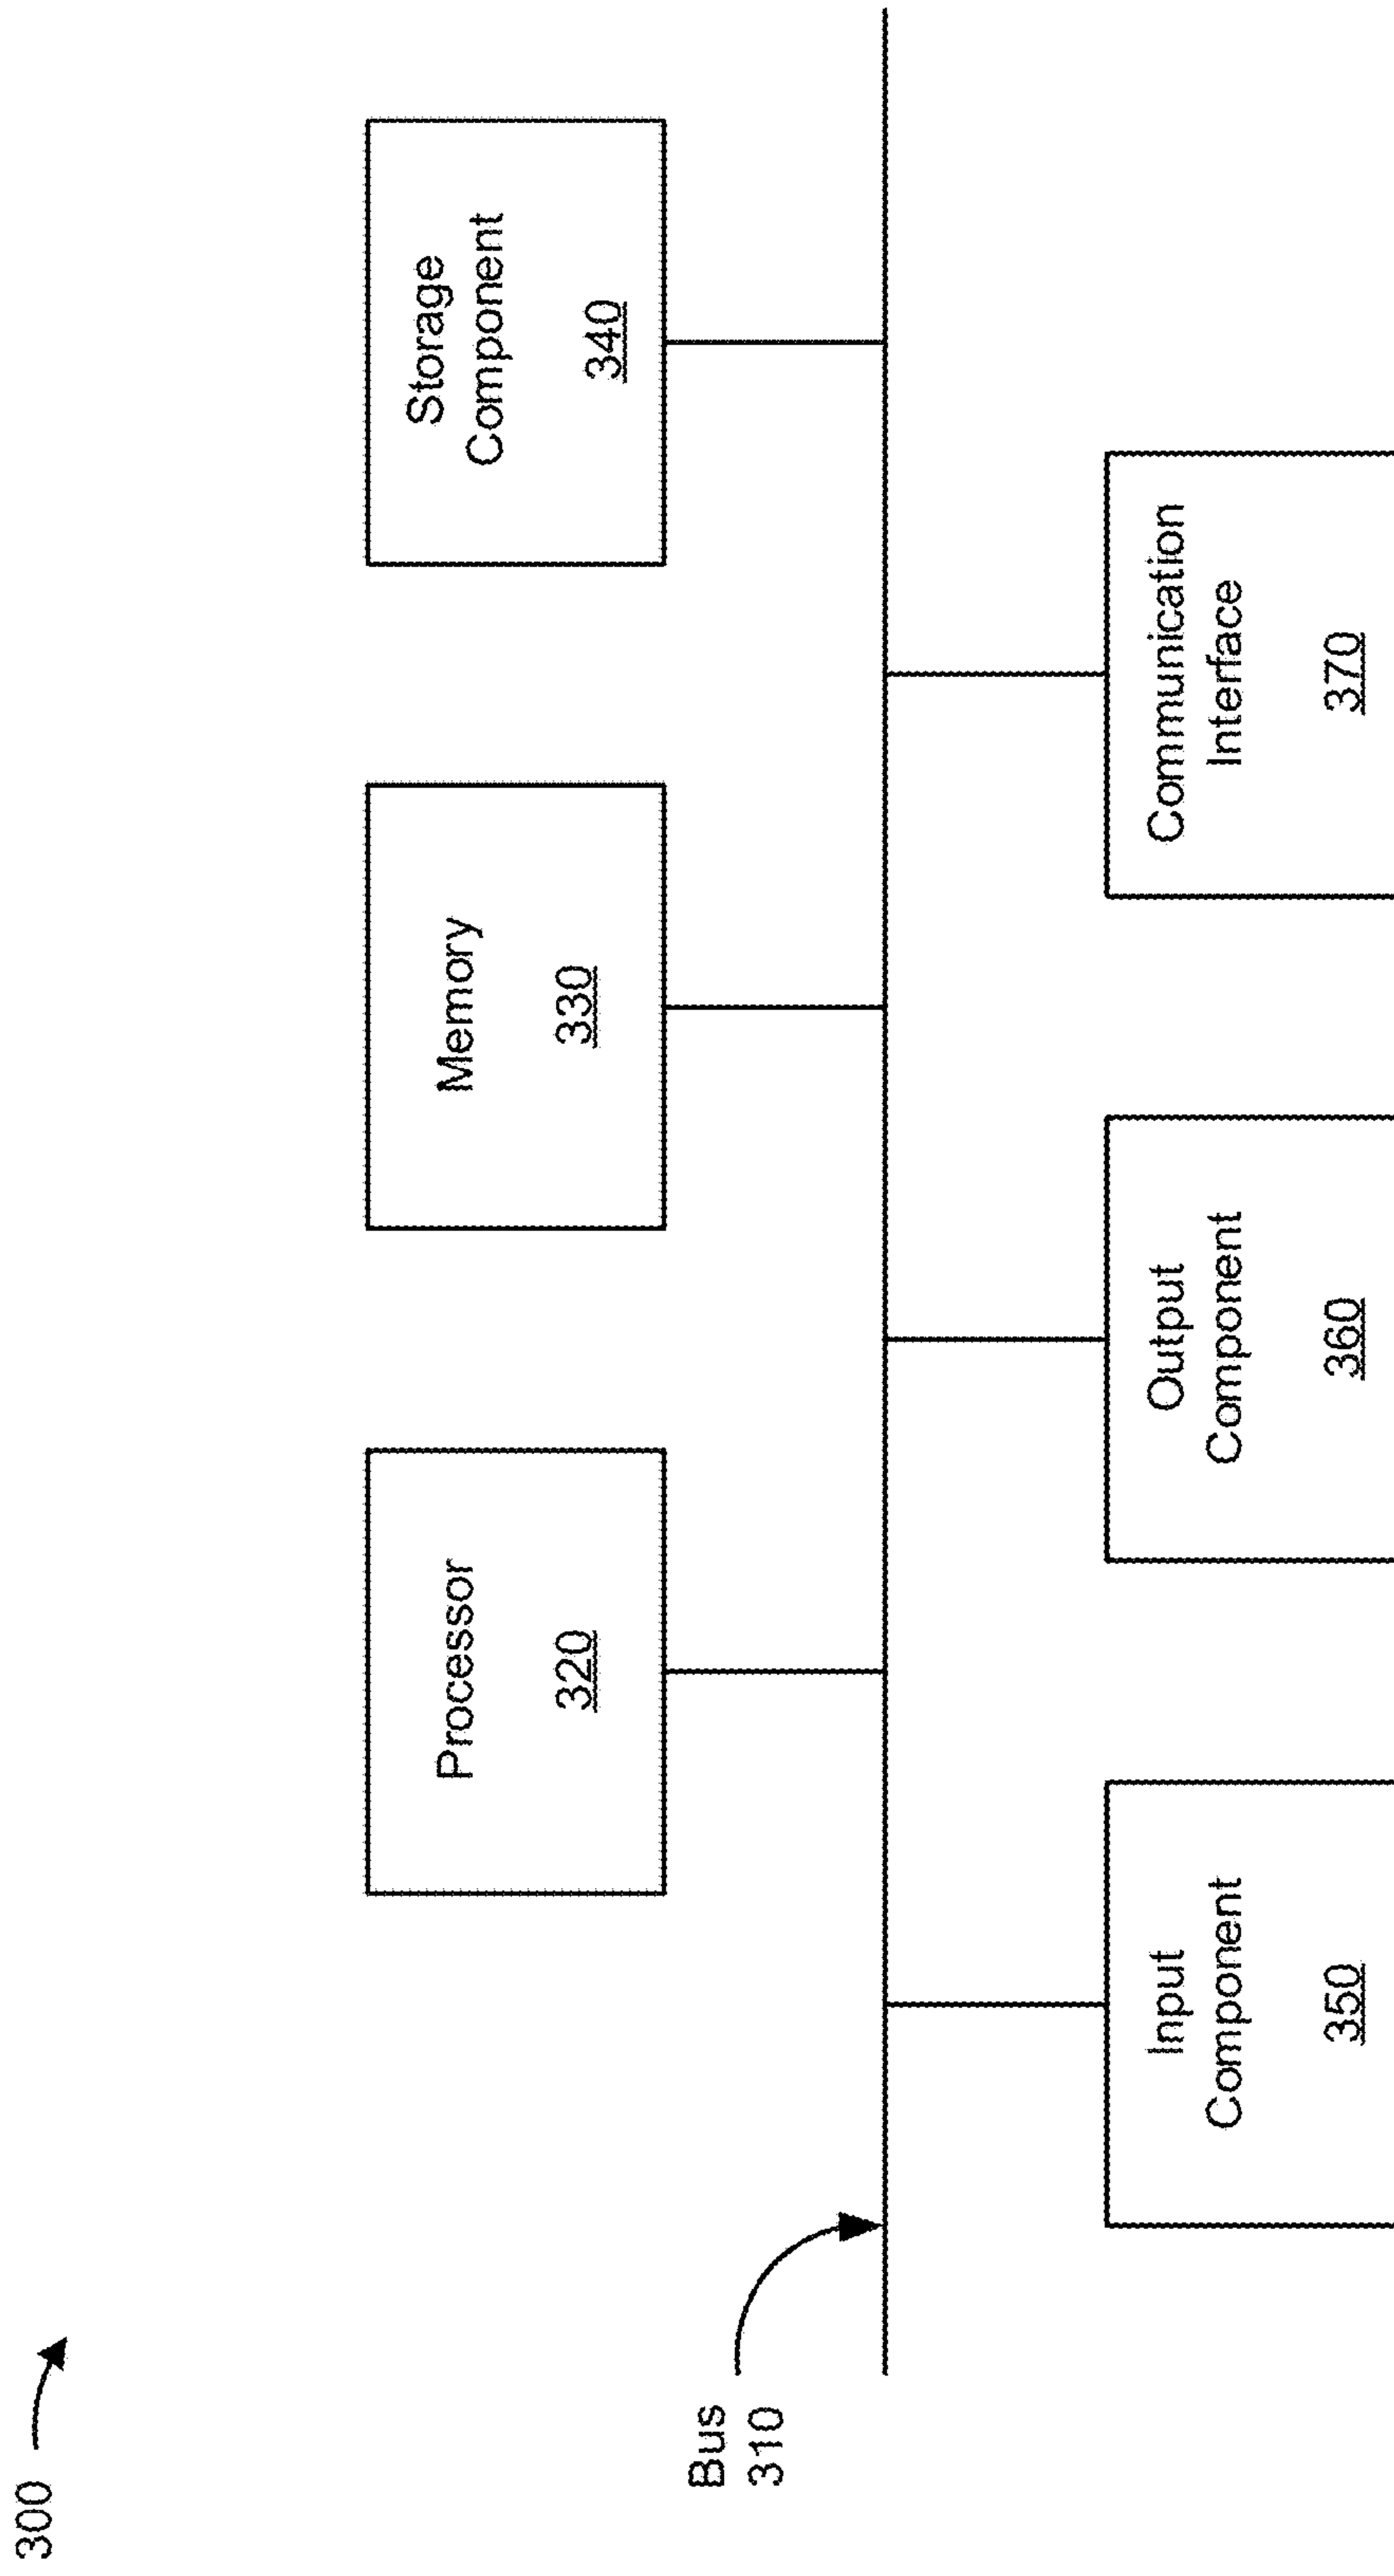 300
Processor
320
Memory
330
Storage
Component
340
Bus
310
Input
Component
350
Output
Component
360
Communication
Interface
370